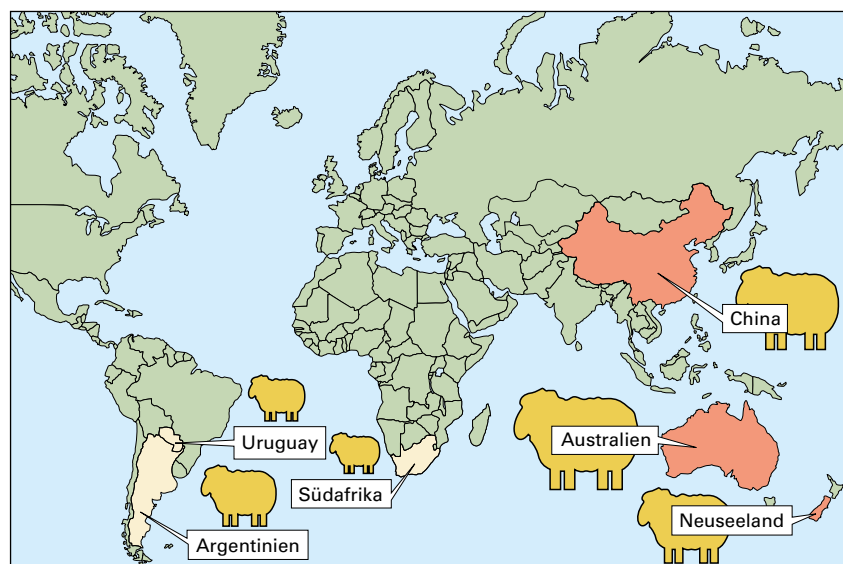 China
Uruguay
Australien
Südafrika
Neuseeland
Argentinien